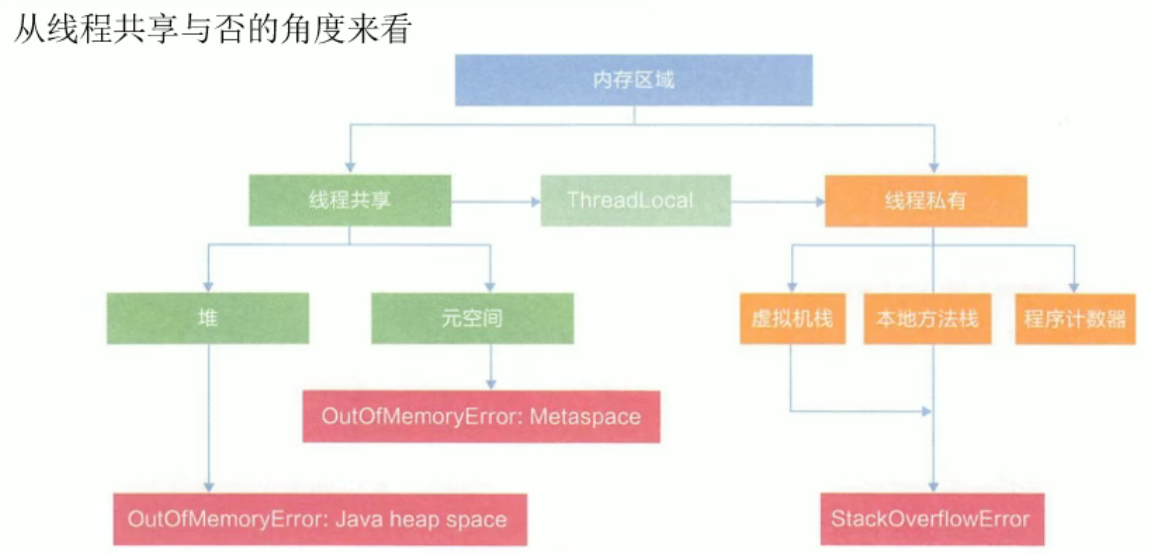 从线程共享与否的角度来看
内存区域
线程共享
ThreadLocal
线程私有
堆
元空间
虚拟机栈
本地方法栈
程序计数器
OutOfMemoryError: Metaspace
OutOfMemoryError: Java heap space
StackOverflowError